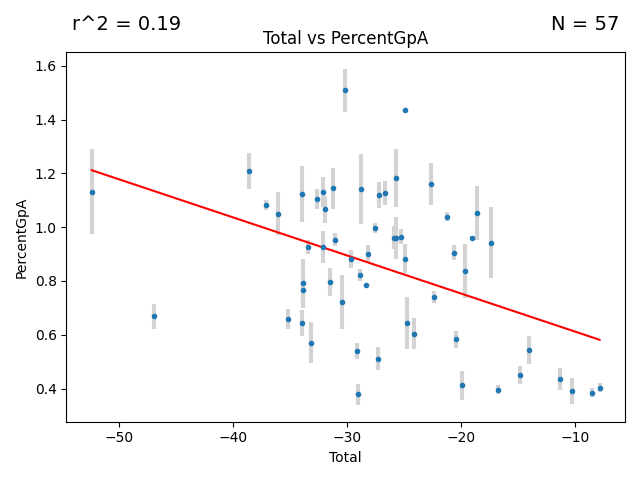 r^2 = 0.19
N = 57
Total vs PercentGpA
1.6
1.4
1.2
1.0
0.8
0.6
0.4
PercentGpA
−50
−40
−30
−20
−10
Total